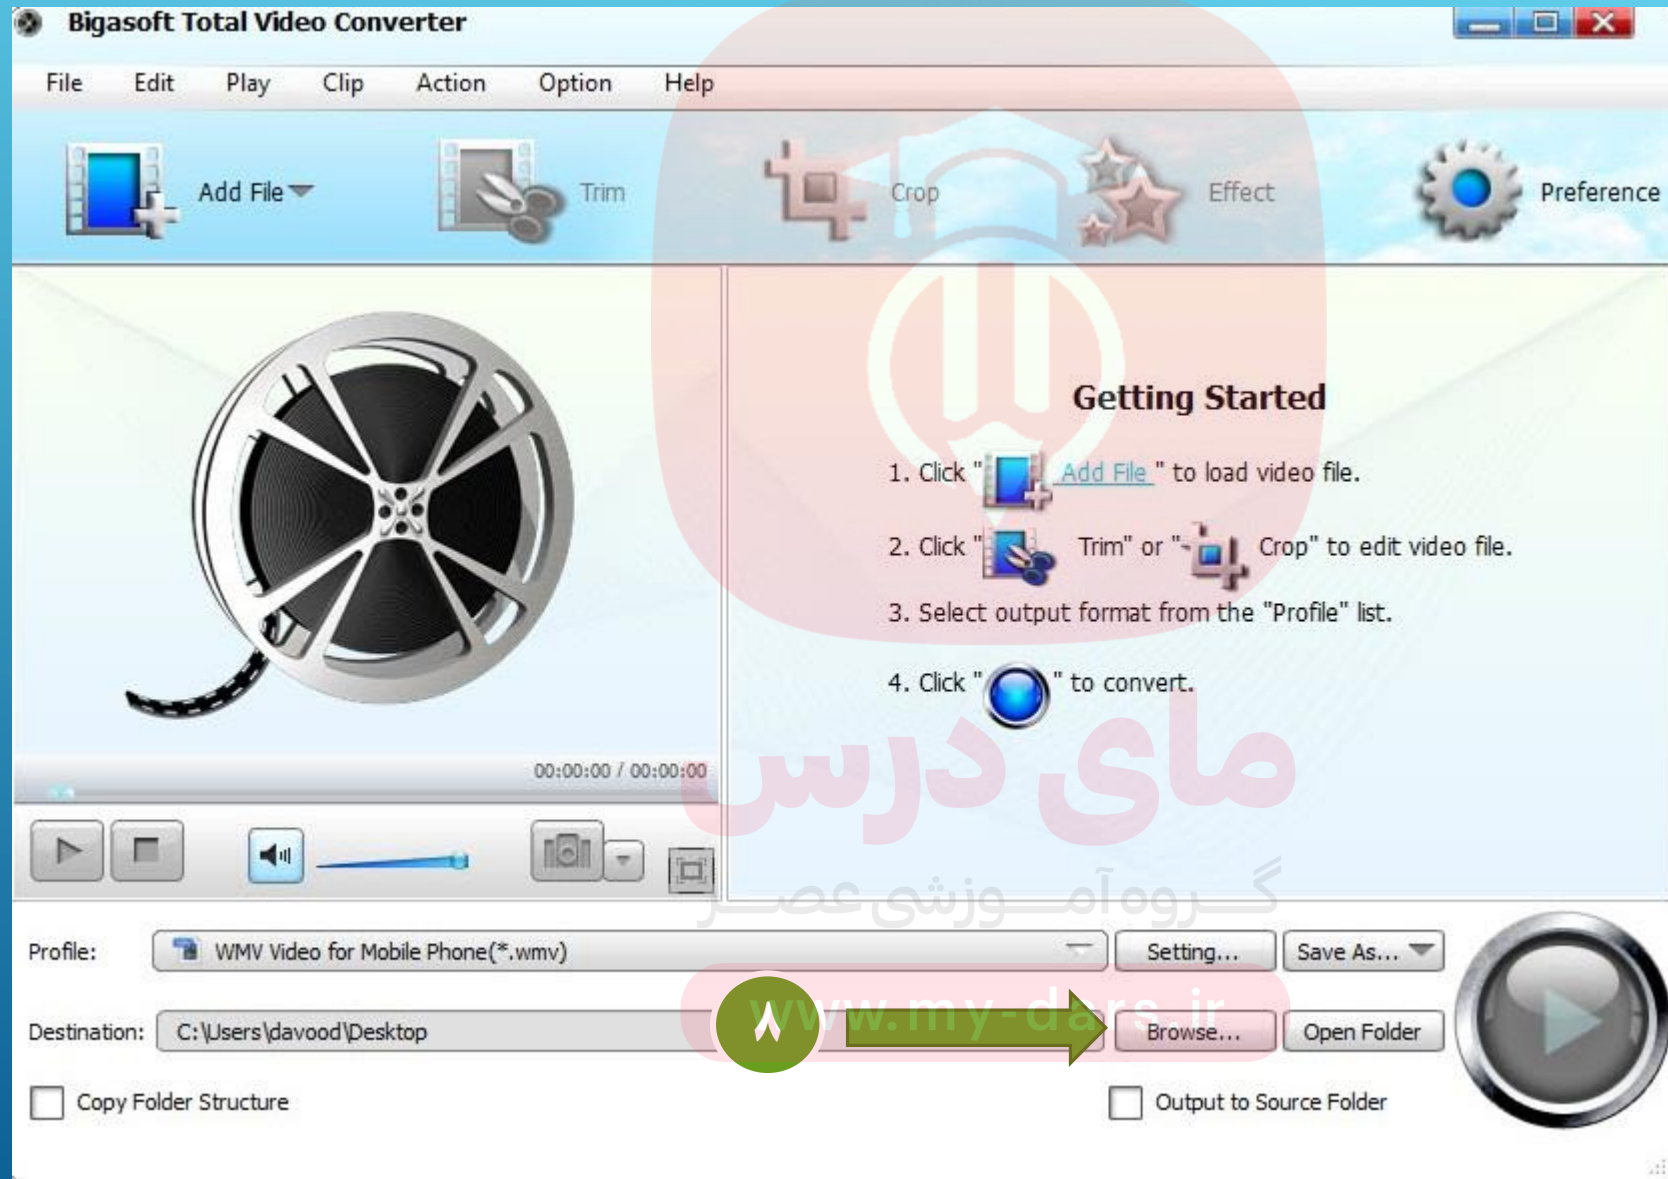 Bigasoft Total Video Converter
File Edit Play Clip Action Option Help
Add File Trim Crop Effect Preference
Getting Started
1. Click " Add File " to load video file.
2. Click " Trim" or " Crop" to edit video file.
3. Select output format from the "Profile" list.
4. Click " " to convert.
مای درس
00:00:00 / 00:00:00
گروه آموزشی عصر
Profile: WMV Video for Mobile Phone(*.wmv) Setting... Save As...
www.my-dars.ir
Destination: C:\Users\davood\Desktop ۸ Browse... Open Folder
Copy Folder Structure Output to Source Folder